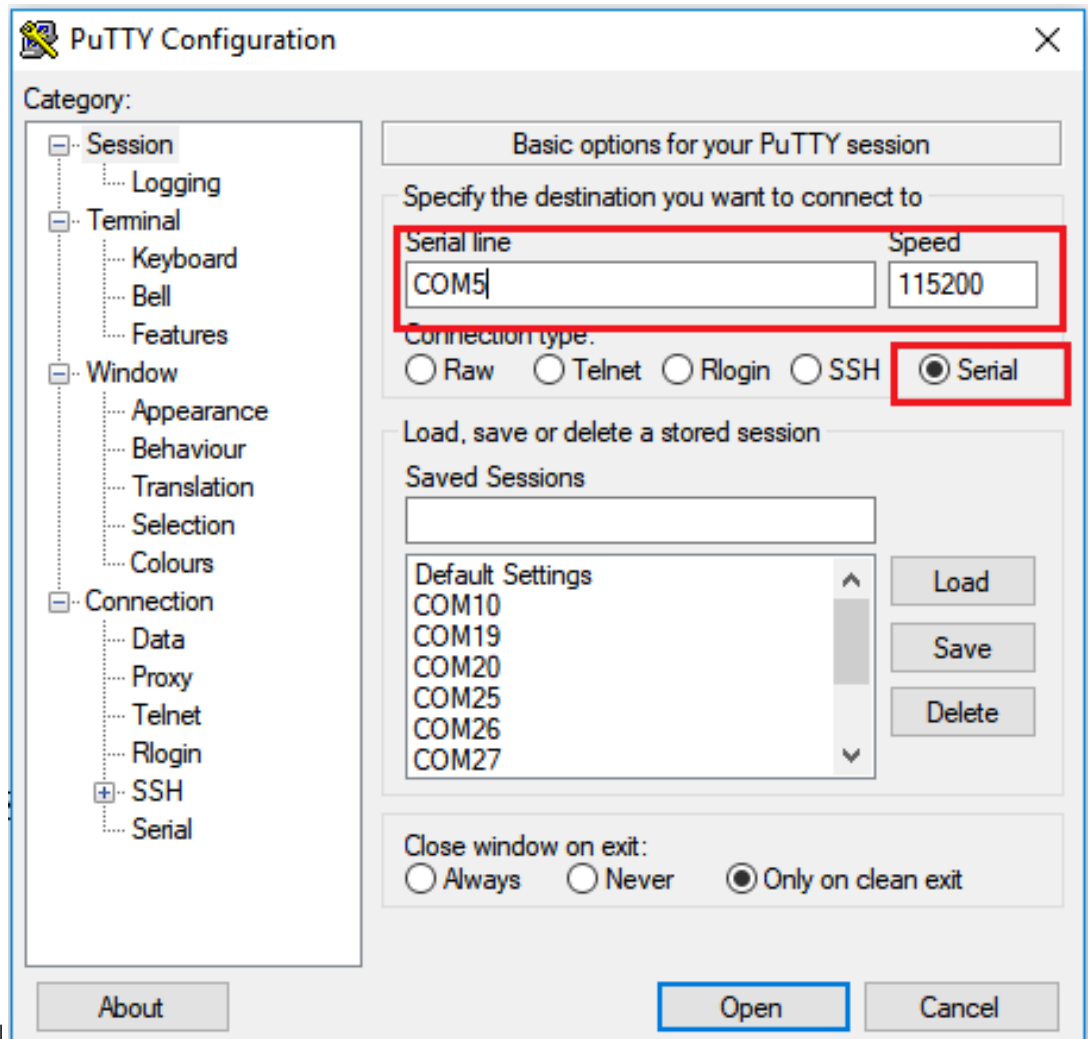 PuTTY Configuration
Category:
Session
Logging
Terminal
Keyboard
Bell
Features
Window
Appearance
Behaviour
Translation
Selection
Colours
Connection
Data
Proxy
Telnet
Rlogin
SSH
Serial
Basic options for your PuTTY session
Specify the destination you want to connect to
Serial line Speed
COM5 115200
Connection type:
Raw Telnet Rlogin SSH Serial
Load, save or delete a stored session
Saved Sessions
Default Settings
COM10
COM19
COM20
COM25
COM26
COM27
Load
Save
Delete
Close window on exit:
Always Never Only on clean exit
About Open Cancel